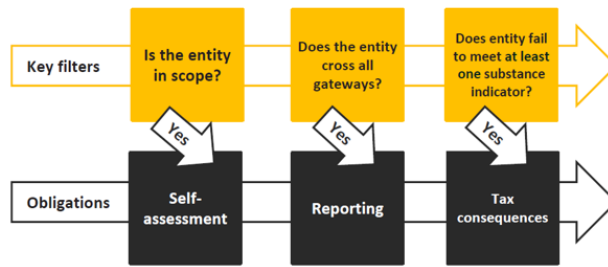 Key filters
Is the entity
in scope?
Does the entity
cross all
gateways?
Does entity fail
to meet at least
one substance
indicator?
Yes
Yes
Yes
Obligations
Self-
assessment
Reporting
Tax
consequences